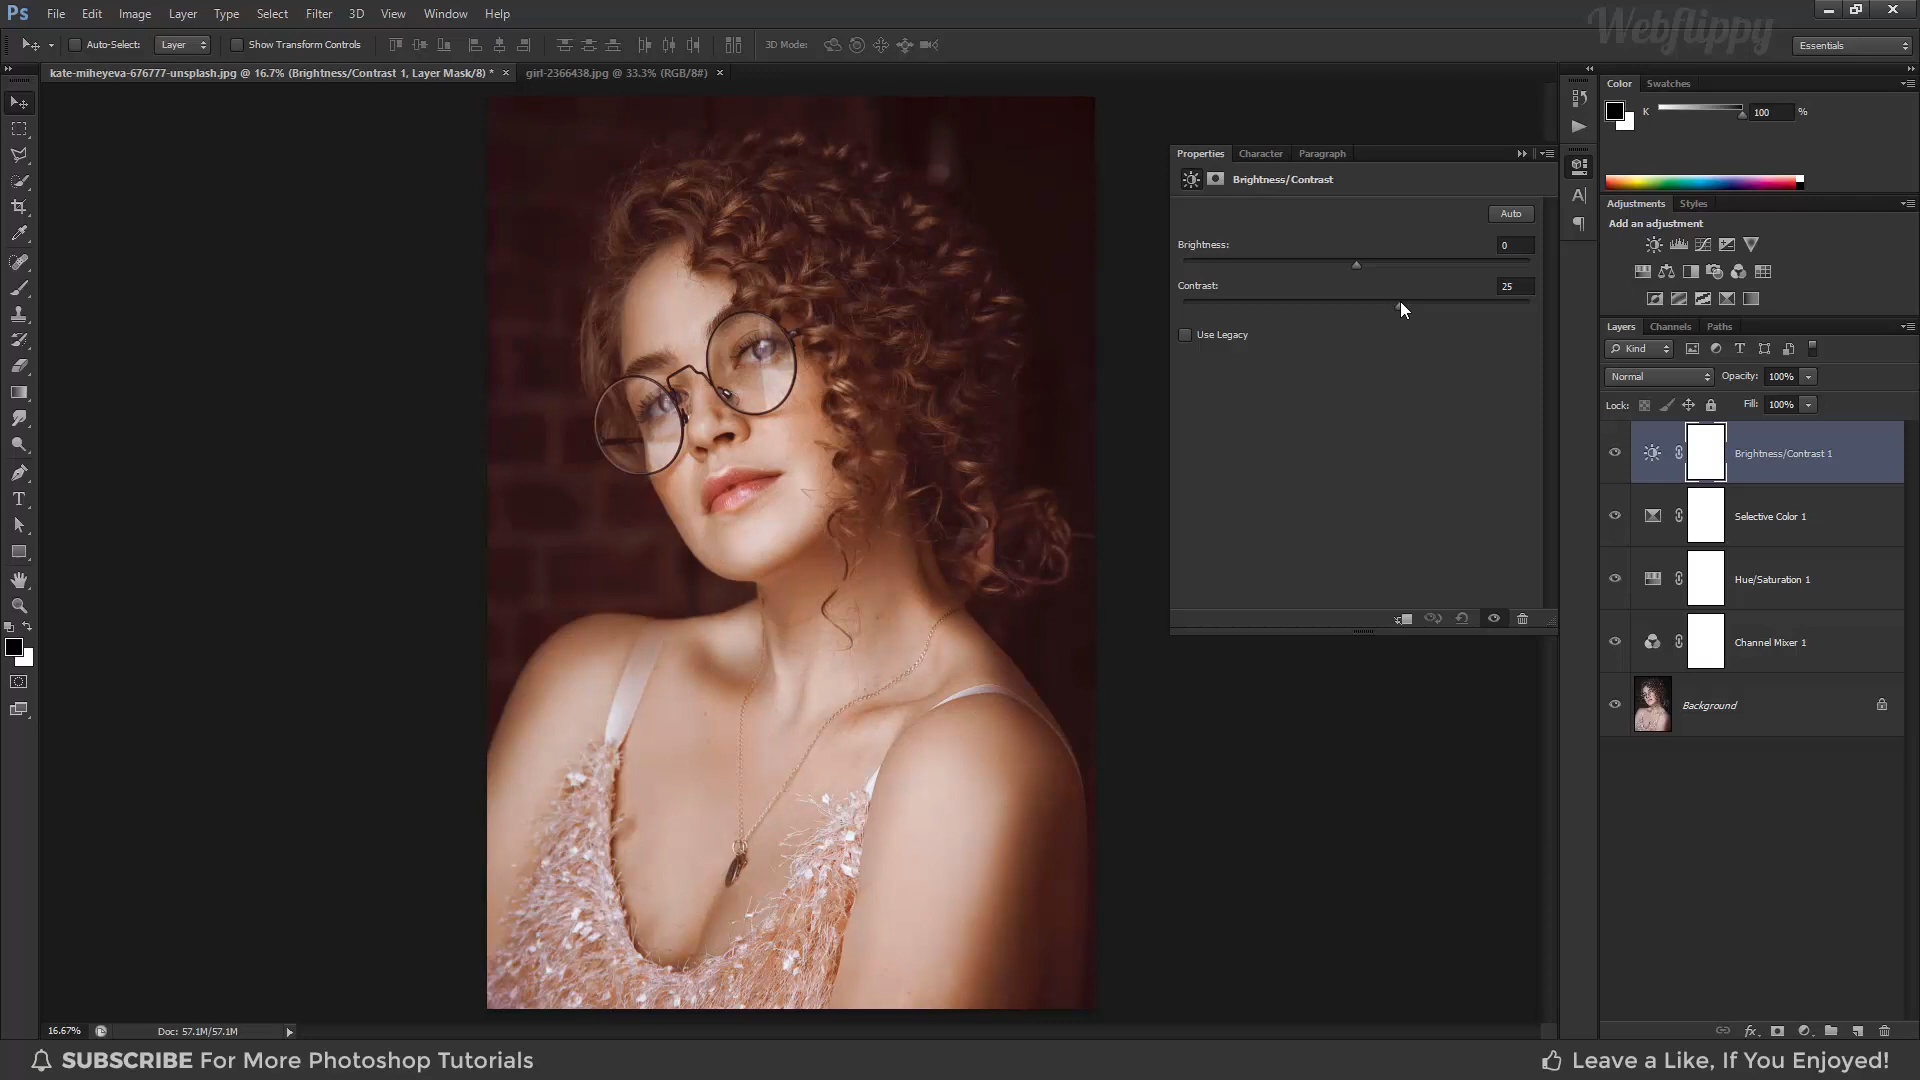 Ps File Edit Image Layer Type Select Filter 3D View Window Help
Webflippy
Auto-Select: Layer Show Transform Controls 3D Mode: Essentials
kate-miheyeva-676777-unsplash.jpg @ 16.7% (Brightness/Contrast 1, Layer Mask/8) * × girl-2366438.jpg @ 33.3% (RGB/8#) ×
Color Swatches
K 100 %
Properties Character Paragraph
Brightness/Contrast
Auto
Brightness: 0
Contrast: 25
Use Legacy
Adjustments Styles
Add an adjustment
Layers Channels Paths
Kind
Normal Opacity: 100%
Lock: Fill: 100%
Brightness/Contrast 1
Selective Color 1
Hue/Saturation 1
Channel Mixer 1
Background
16.67% Doc: 57.1M/57.1M
SUBSCRIBE For More Photoshop Tutorials
Leave a Like, If You Enjoyed!